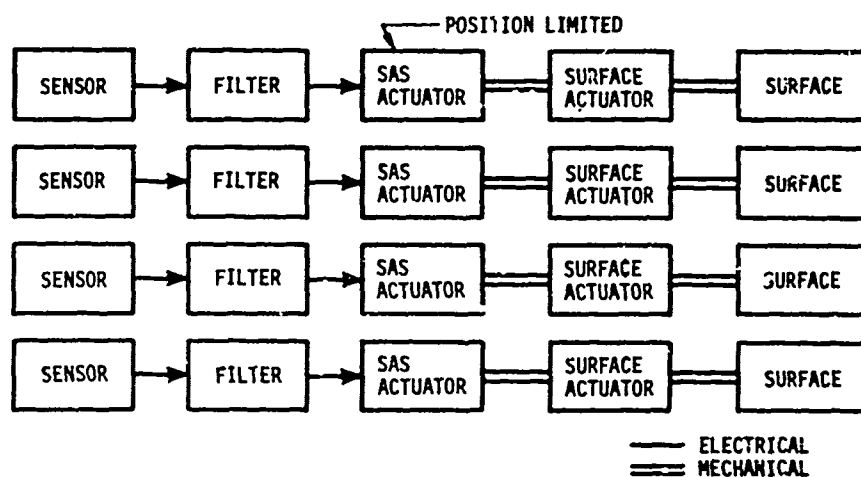 POSITION LIMITED
SENSOR FILTER SAS ACTUATOR SURFACE ACTUATOR SURFACE
SENSOR FILTER SAS ACTUATOR SURFACE ACTUATOR SURFACE
SENSOR FILTER SAS ACTUATOR SURFACE ACTUATOR SURFACE
SENSOR FILTER SAS ACTUATOR SURFACE ACTUATOR SURFACE
ELECTRICAL
MECHANICAL